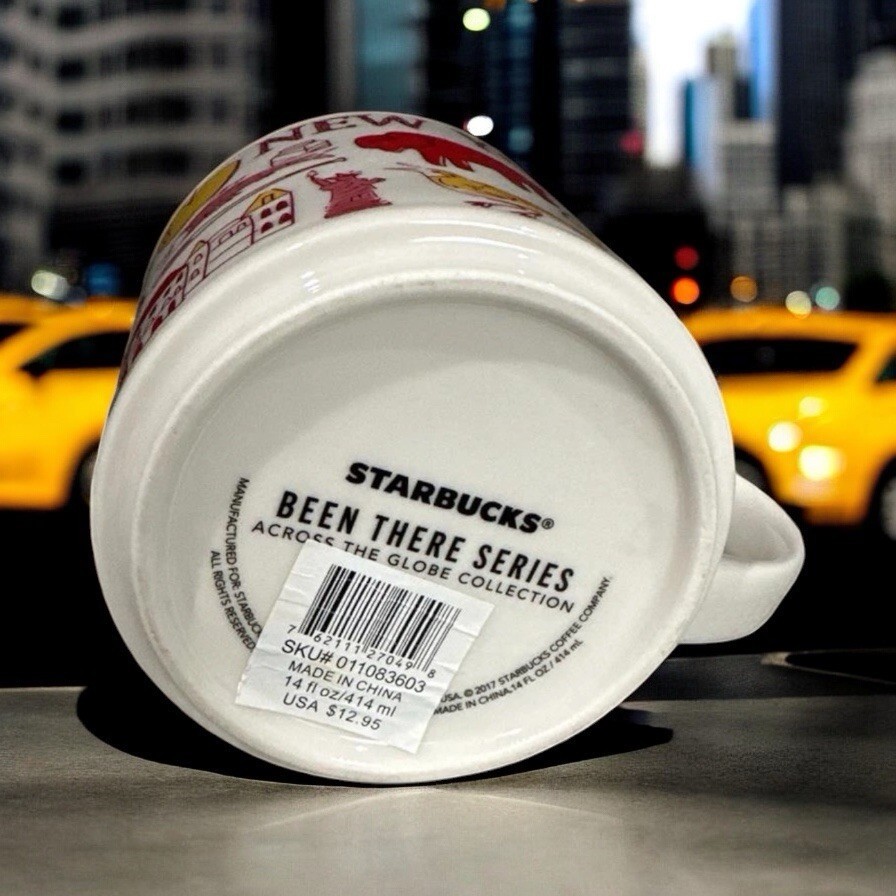 NEW
STARBUCKS®
BEEN THERE SERIES
ACROSS THE GLOBE COLLECTION
MANUFACTURED FOR: STARBUC
ALL RIGHTS RESERVED
7 62111 27049 8
SKU# 011083603
MADE IN CHINA
14 fl oz/414 ml
USA $12.95
USA. © 2017 STARBUCKS COFFEE COMPANY.
MADE IN CHINA.14 FL OZ / 414 mL